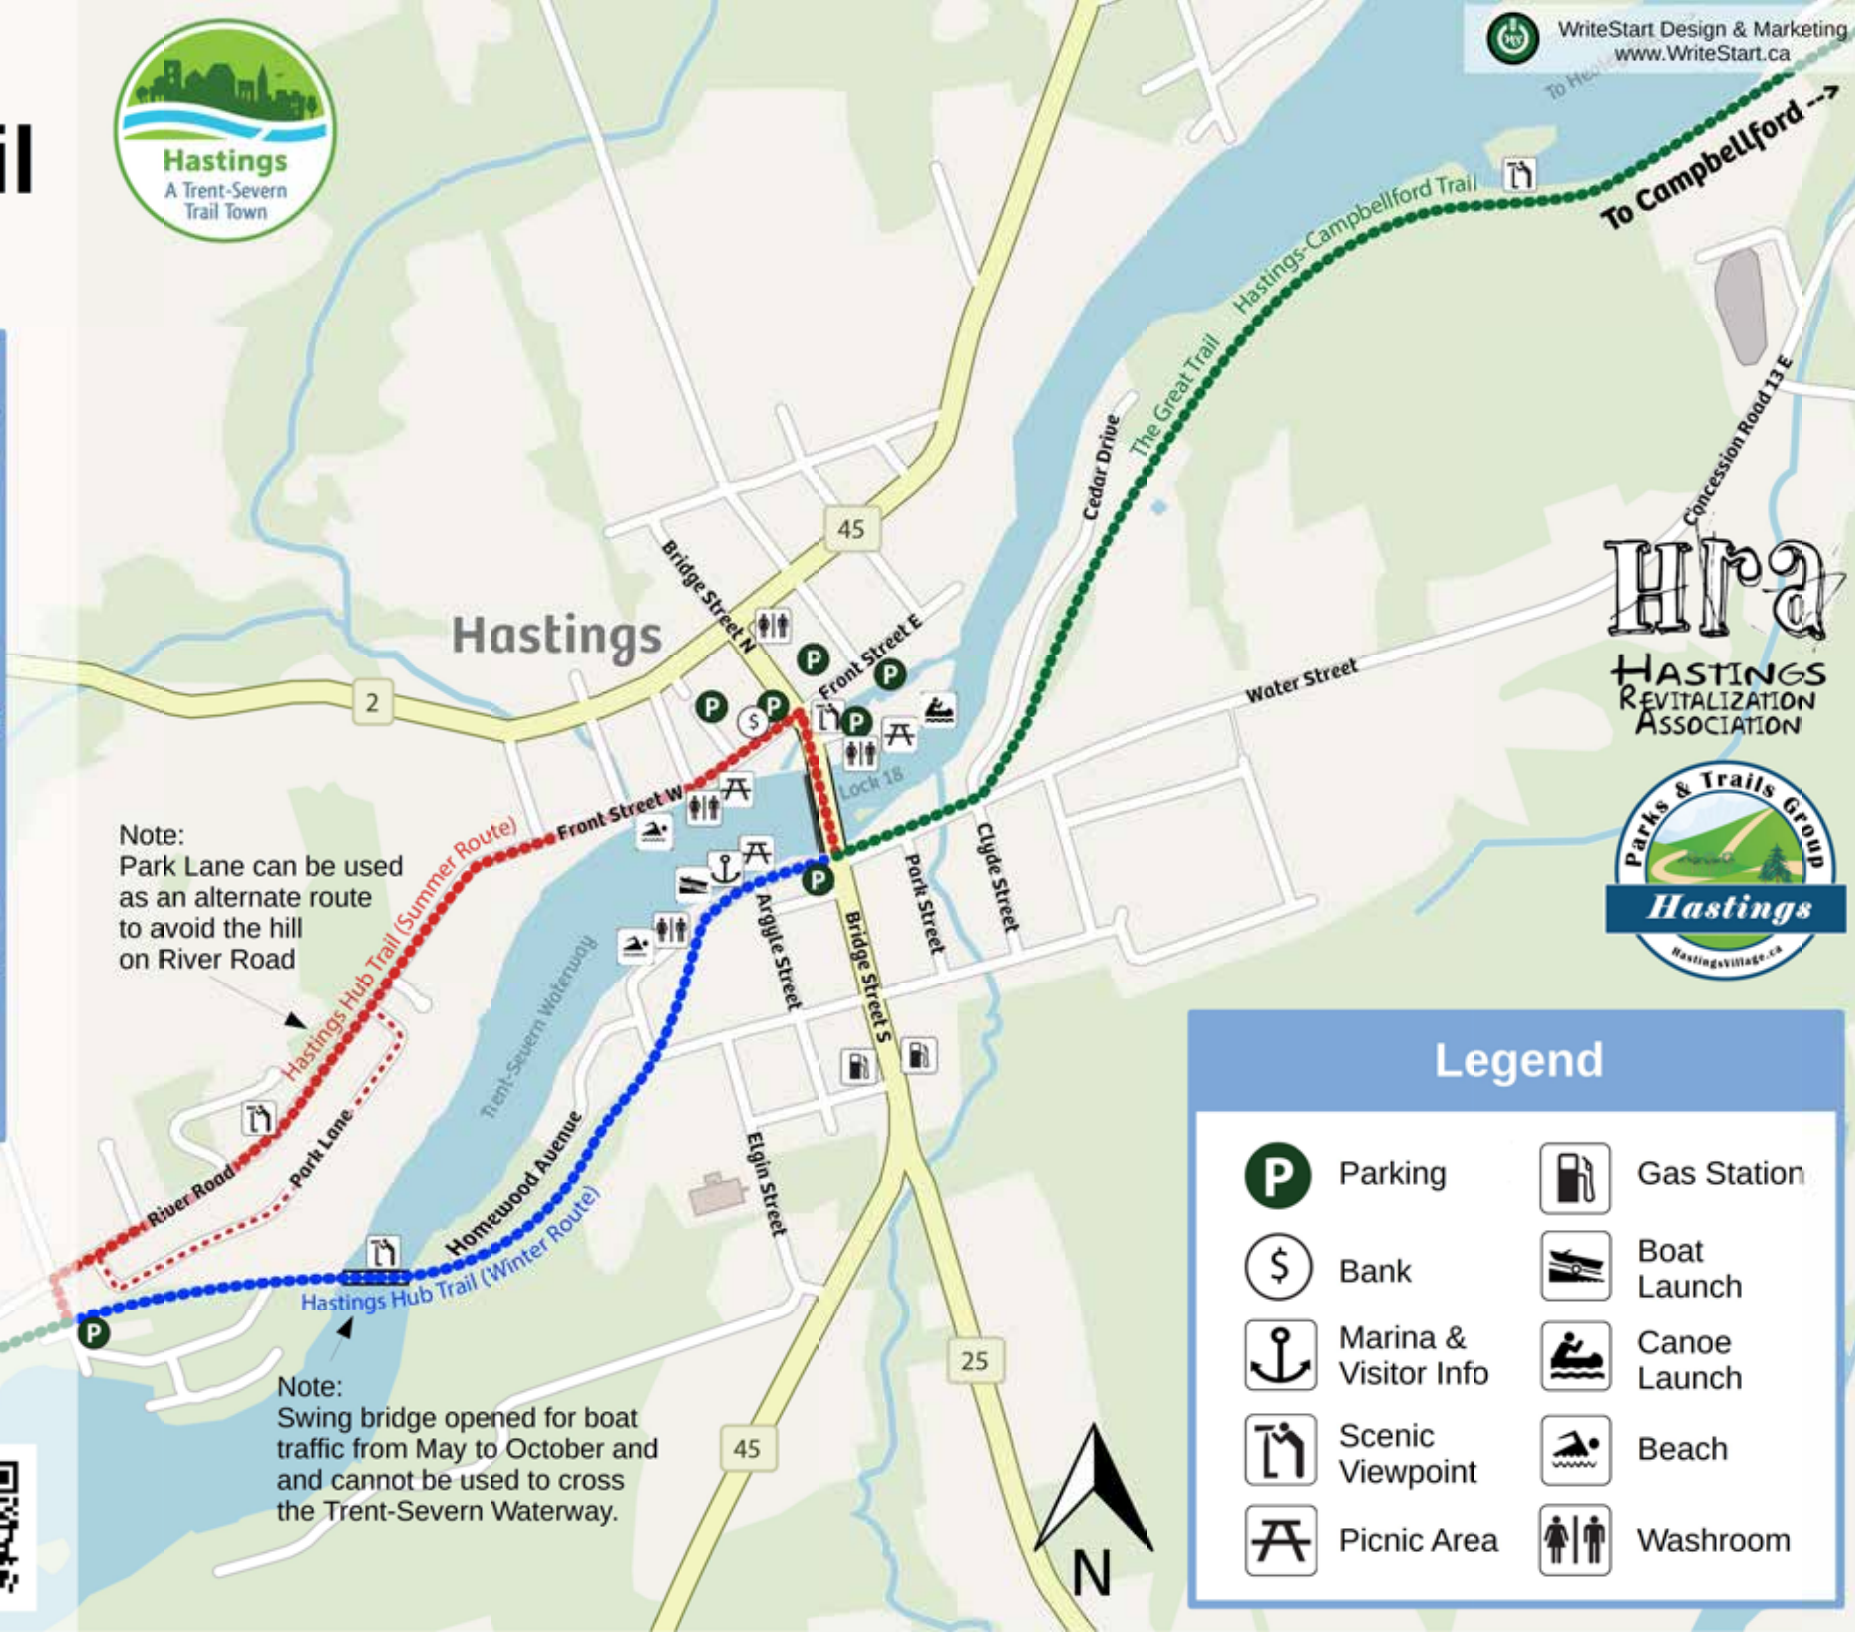 il
Hastings
A Trent-Severn
Trail Town
WriteStart Design & Marketing
www.WriteStart.ca
To Campbellford -->
Hastings-Campbellford Trail
The Great Trail
Cedar Drive
Concession Road 13 E
45
Bridge Street N
Hastings
Front Street E
2
P
P
P
P
P
$
Water Street
Lock 18
Front Street W
Hra
HASTINGS
REVITALIZATION
ASSOCIATION
Parks & Trails Group
Hastings
HastingsVillage.ca
Note:
Park Lane can be used
as an alternate route
to avoid the hill
on River Road
Hastings Hub Trail (Summer Route)
P
Clyde Street
Park Street
Argyle Street
Bridge Street S
Trent-Severn Waterway
River Road
Park Lane
Homewood Avenue
Elgin Street
Hastings Hub Trail (Winter Route)
P
Note:
Swing bridge opened for boat
traffic from May to October and
and cannot be used to cross
the Trent-Severn Waterway.
25
45
N
Legend
P Parking
Gas Station
$ Bank
Boat
Launch
Marina &
Visitor Info
Canoe
Launch
Scenic
Viewpoint
Beach
Picnic Area
Washroom